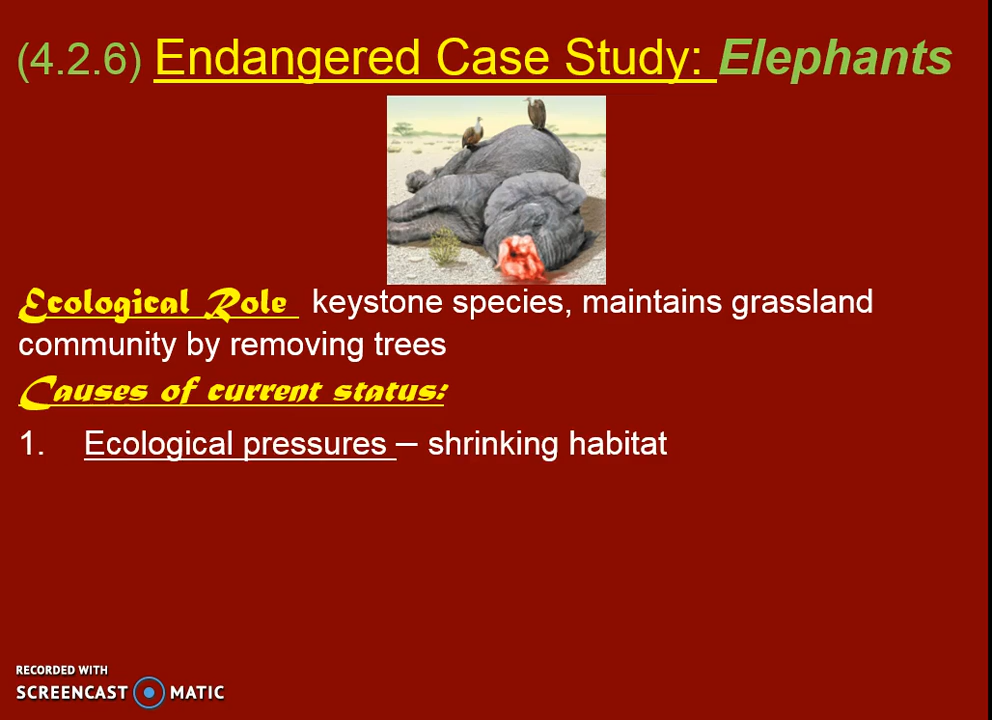 (4.2.6) Endangered Case Study: Elephants
Ecological Role keystone species, maintains grassland
community by removing trees
Causes of current status:
1. Ecological pressures – shrinking habitat
RECORDED WITH
SCREENCAST MATIC